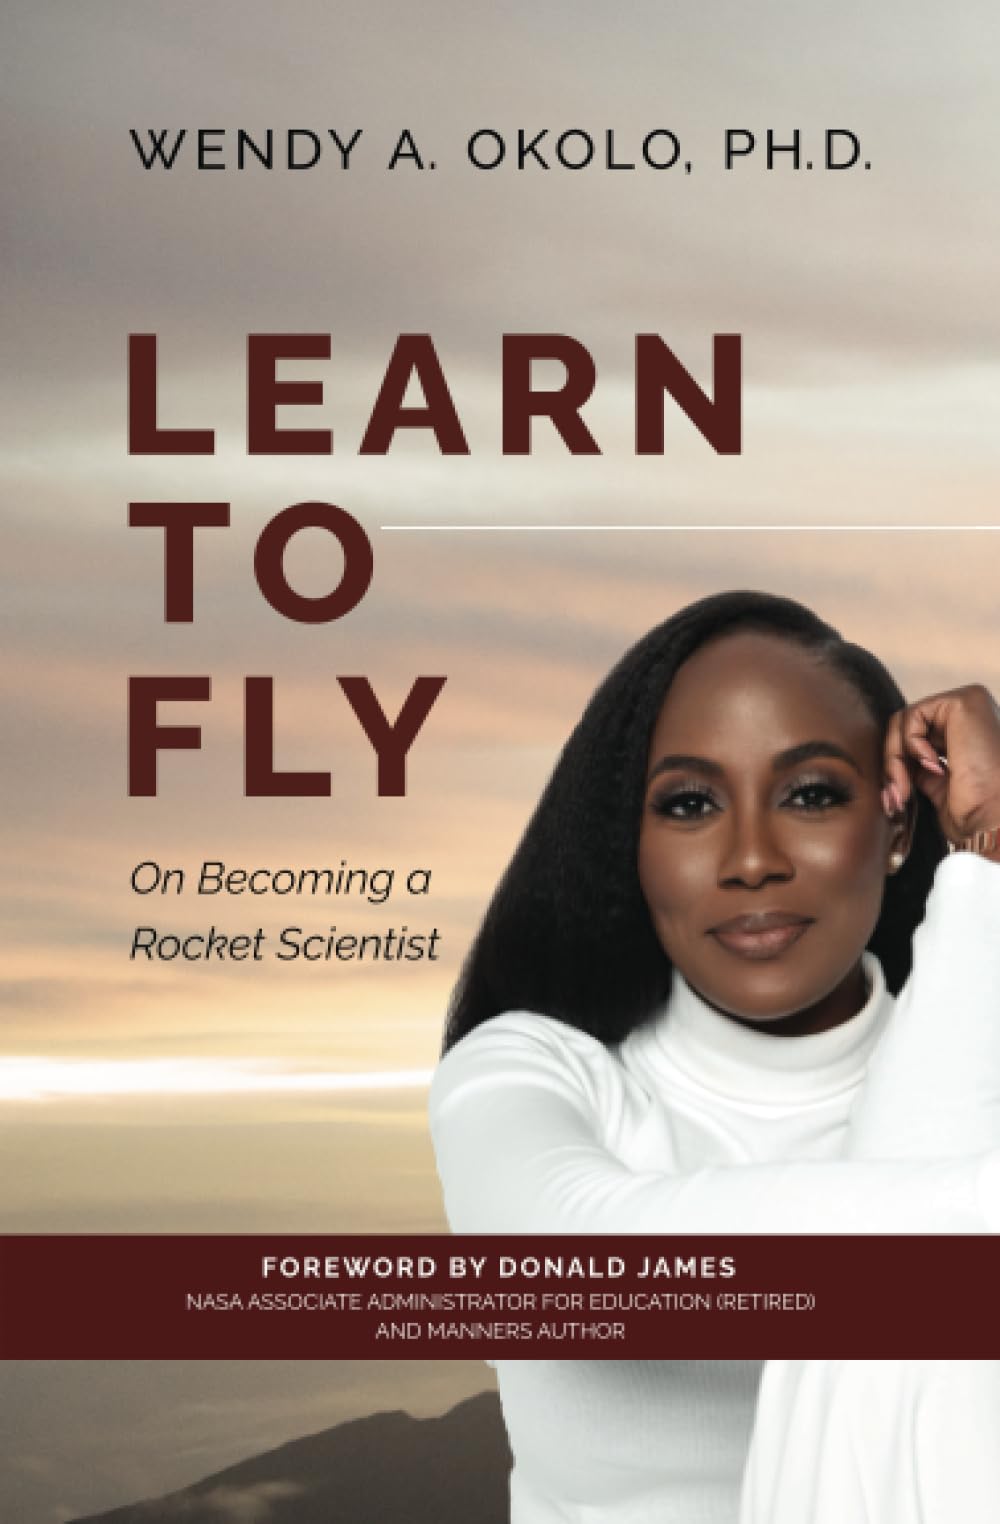 WENDY A. OKOLO, PH.D.
LEARN
TO
FLY
On Becoming a
Rocket Scientist
FOREWORD BY DONALD JAMES
NASA ASSOCIATE ADMINISTRATOR FOR EDUCATION (RETIRED)
AND MANNERS AUTHOR